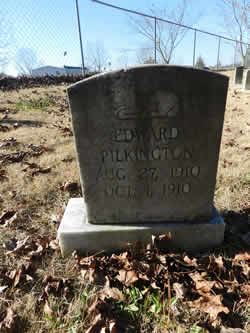 EDWARD
PILKINGTON
AUG 27, 1910
OCT 1, 1910